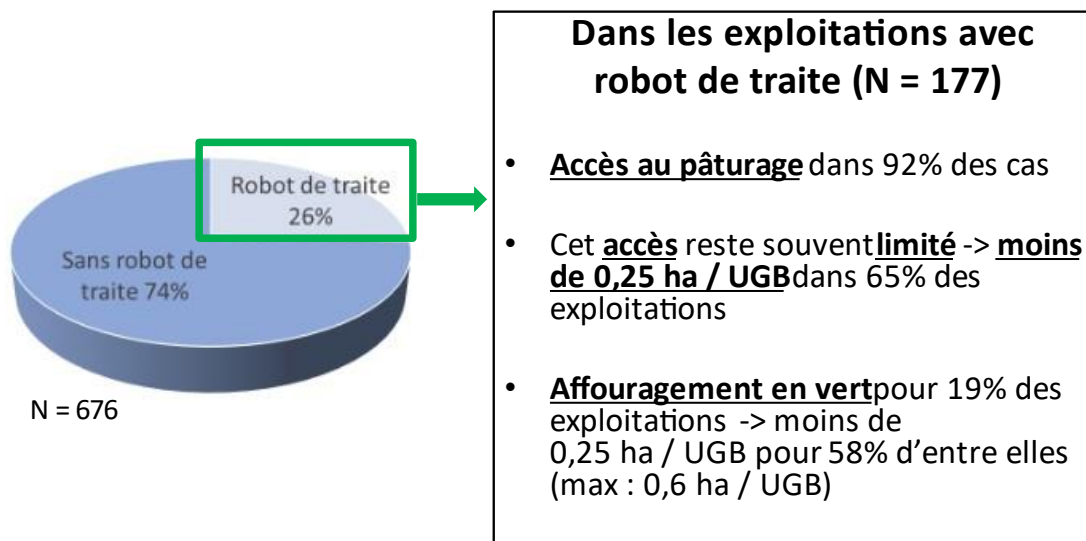 Robot de traite
26%
Sans robot de
traite 74%
N = 676
Dans les exploitations avec
robot de traite (N = 177)
• Accès au pâturage dans 92% des cas
• Cet accès reste souvent limité -> moins
de 0,25 ha / UGB dans 65% des
exploitations
• Affouragement en vert pour 19% des
exploitations -> moins de
0,25 ha / UGB pour 58% d’entre elles
(max : 0,6 ha / UGB)